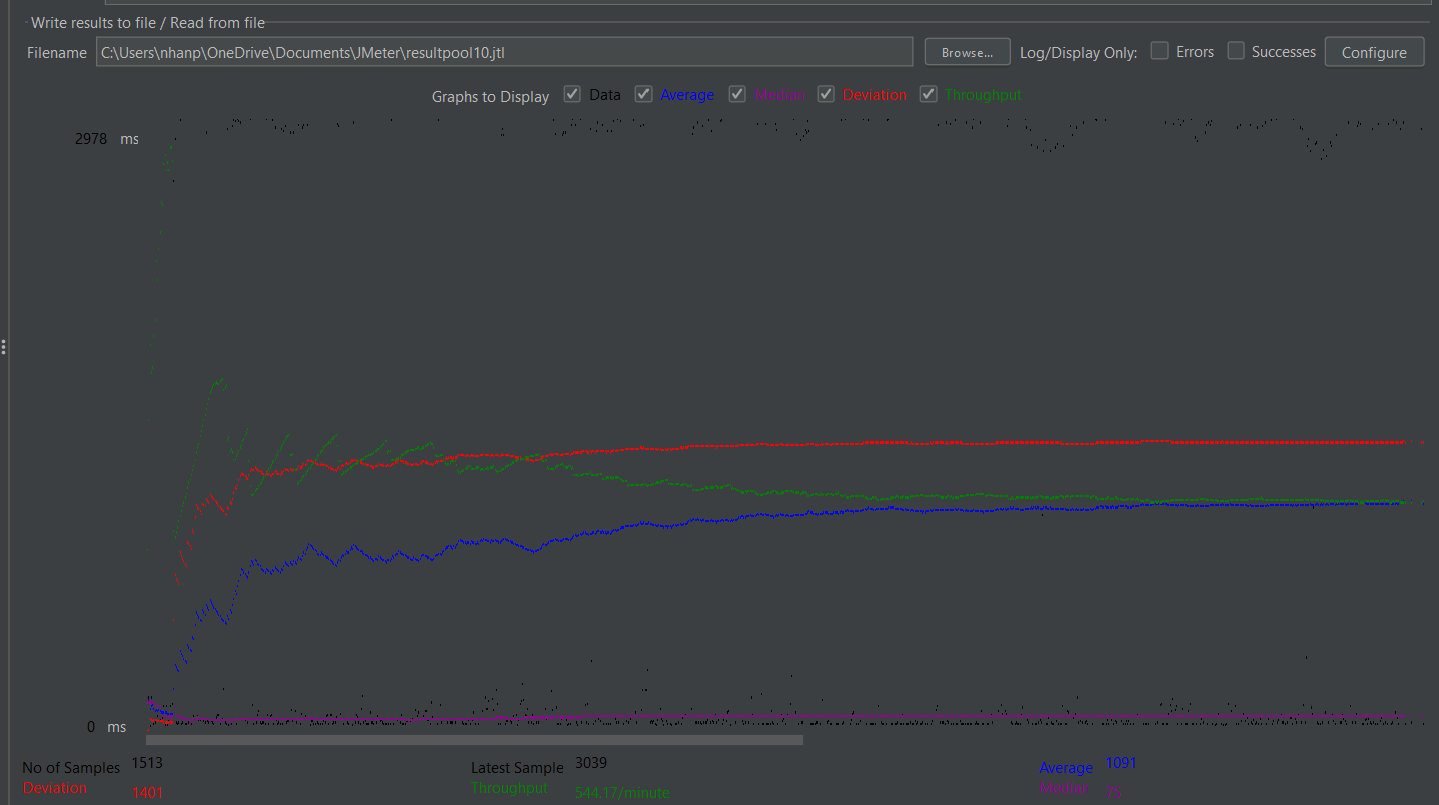 Write results to file / Read from file
Filename C:\Users\nhanp\OneDrive\Documents\JMeter\resultpool10.jtl Browse... Log/Display Only: Errors Successes Configure
Graphs to Display Data Average Median Deviation Throughput
2978 ms
0 ms
No of Samples 1513 Latest Sample 3039 Average 1091
Deviation 1401 Throughput 544.17/minute Median 75